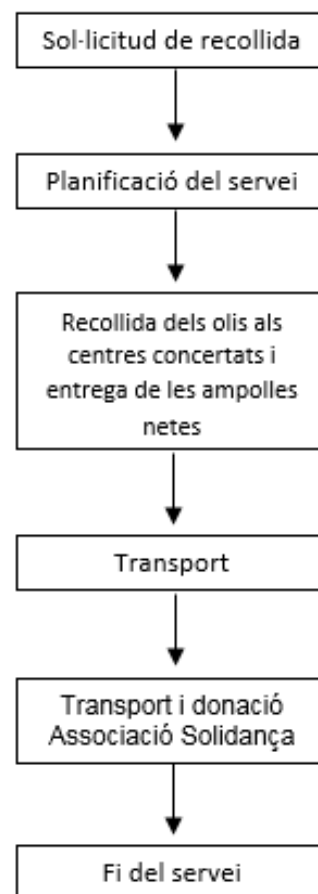 Sol·licitud de recollida
Planificació del servei
Recollida dels olis als
centres concertats i
entrega de les ampolles
netes
Transport
Transport i donació
Associació Solidança
Fi del servei